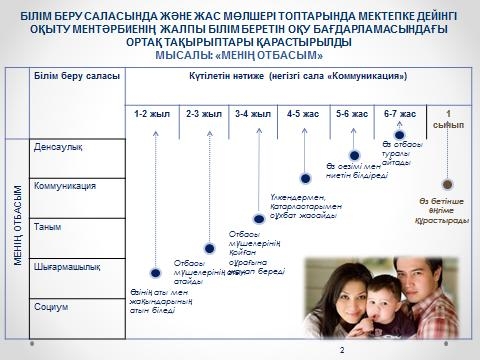 БІЛІМ БЕРУ САЛАСЫНДА ЖӘНЕ ЖАС МӨЛШЕРІ ТОПТАРЫНДА МЕКТЕПКЕ ДЕЙІНГІ
ОҚЫТУ МЕНТӘРБИЕНІҢ ЖАЛПЫ БІЛІМ БЕРЕТІН ОҚУ БАҒДАРЛАМАСЫНДАҒЫ
ОРТАҚ ТАҚЫРЫПТАРЫ ҚАРАСТЫРЫЛДЫ
МЫСАЛЫ: «МЕНІҢ ОТБАСЫМ»
Білім беру саласы
Күтілетін нәтиже (негізгі сала «Коммуникация»)
1-2 жыл
2-3 жыл
3-4 жыл
4-5 жас
5-6 жас
6-7 жас
1
сынып
МЕНІҢ ОТБАСЫМ
Денсаулық
Коммуникация
Таным
Шығармашылық
Социум
Өзінің аты мен
жақындарының
атын біледі
Отбасы
мүшелерінің атын
атайды
Отбасы
мүшелерінің
қойған
сұрағына
жауап береді
Үлкендермен,
қатарластарымен
сұхбат жасайды
Өз сезімі мен
ниетін білдіреді
Өз отбасы
туралы
айтады
Өз бетінше
әңгіме
құрастырады
2